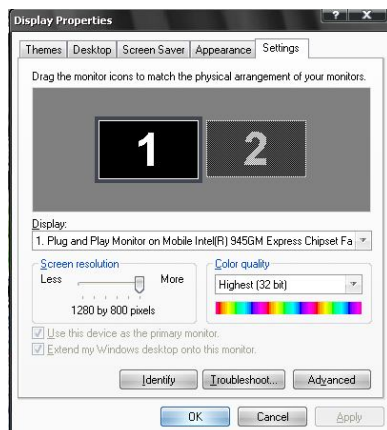 Display Properties
Themes Desktop Screen Saver Appearance Settings
Drag the monitor icons to match the physical arrangement of your monitors.
1 2
Display:
1. Plug and Play Monitor on Mobile Intel(R) 945GM Express Chipset Fa
Screen resolution
Less More
1280 by 800 pixels
Color quality
Highest (32 bit)
Use this device as the primary monitor.
Extend my Windows desktop onto this monitor.
Identify Troubleshoot... Advanced
OK Cancel Apply